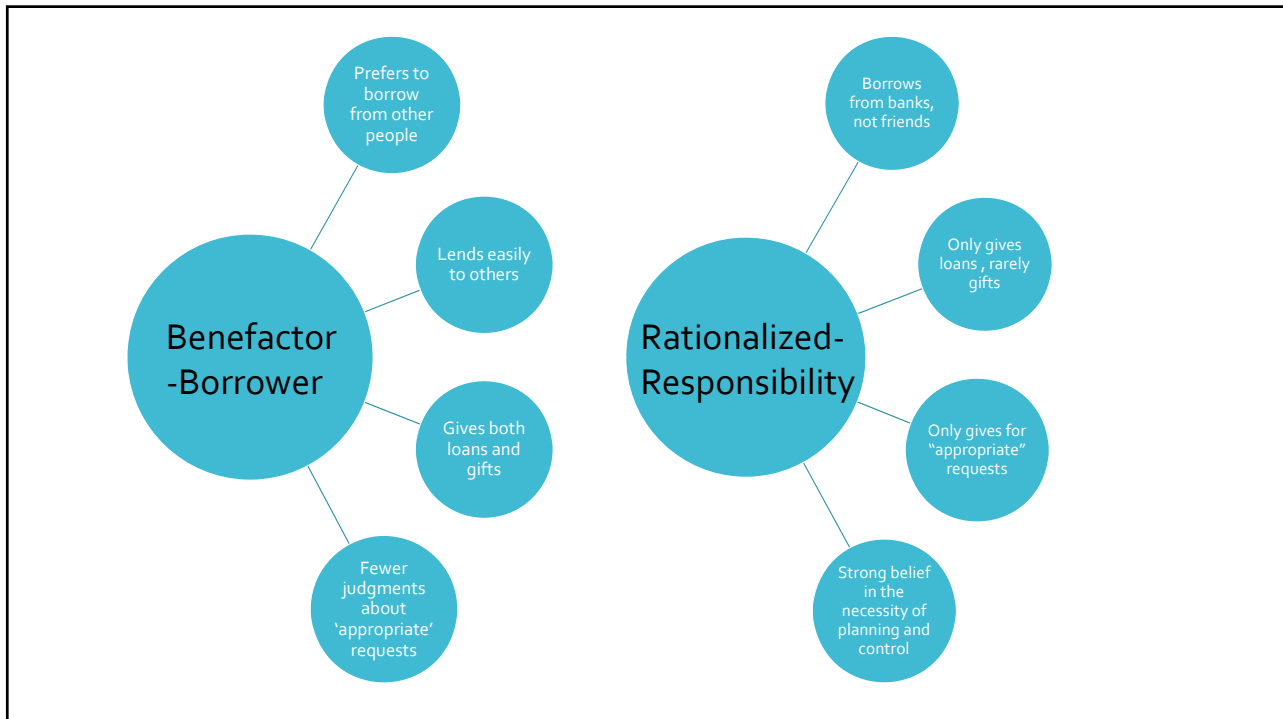 Prefers to
borrow
from other
people
Lends easily
to others
Benefactor
-Borrower
Gives both
loans and
gifts
Fewer
judgments
about
‘appropriate’
requests
Borrows
from banks,
not friends
Only gives
loans , rarely
gifts
Rationalized-
Responsibility
Only gives for
“appropriate”
requests
Strong belief
in the
necessity of
planning and
control